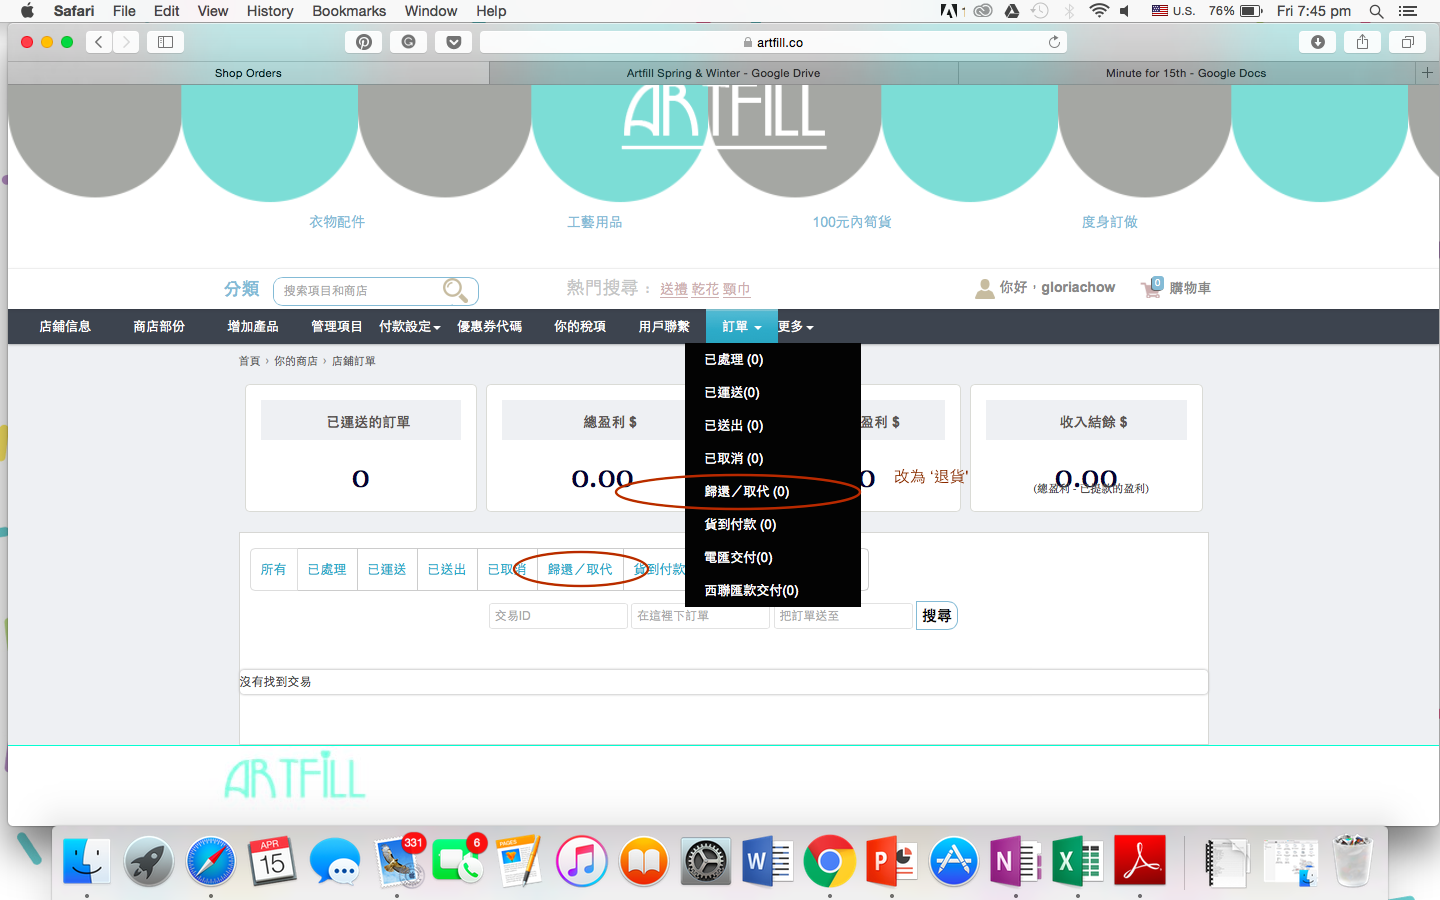 Safari File Edit View History Bookmarks Window Help 1 U.S. 76% Fri 7:45 pm
artfill.co
Shop Orders Artfill Spring & Winter - Google Drive Minute for 15th - Google Docs
ARTFILL
衣物配件 工藝用品 100元內筍貨 度身訂做
分類 搜索項目和商店 熱門搜尋： 送禮 乾花 頸巾 你好，gloriachow 0 購物車
店鋪信息 商店部份 增加產品 管理項目 付款設定 優惠券代碼 你的稅項 用戶聯繫 訂單 更多
首頁 › 你的商店 › 店鋪訂單
已處理 (0)
已運送(0)
已送出 (0)
已取消 (0)
歸還／取代 (0)
貨到付款 (0)
電匯交付(0)
西聯匯款交付(0)
已運送的訂單 總盈利 $ 盈利 $ 收入結餘 $
0 0.00 0 0.00
改為 '退貨'
(總盈利 - 已提款的盈利)
所有 已處理 已運送 已送出 已取消 歸還／取代 貨到付款
交易ID 在這裡下訂單 把訂單送至 搜尋
沒有找到交易
ARTFILL
APR 15 331 6 PAGES W P N X